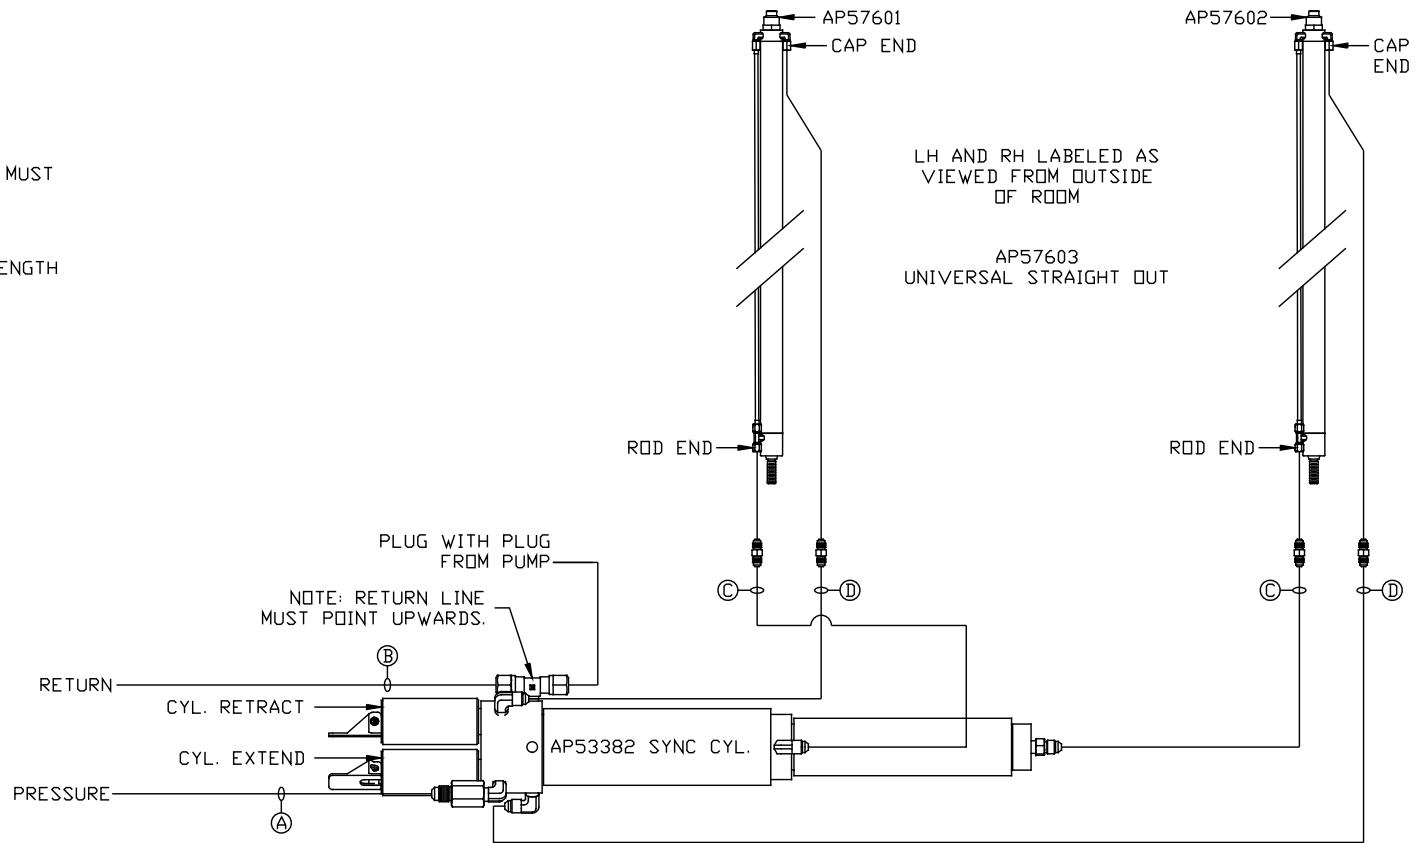 AP57601
CAP END
AP57602
CAP
END
MUST
ENGTH
LH AND RH LABELED AS
VIEWED FROM OUTSIDE
OF ROOM
AP57603
UNIVERSAL STRAIGHT OUT
ROD END
ROD END
PLUG WITH PLUG
FROM PUMP
NOTE: RETURN LINE
MUST POINT UPWARDS.
C
D
C
D
B
RETURN
CYL. RETRACT
AP53382 SYNC CYL.
CYL. EXTEND
PRESSURE
A